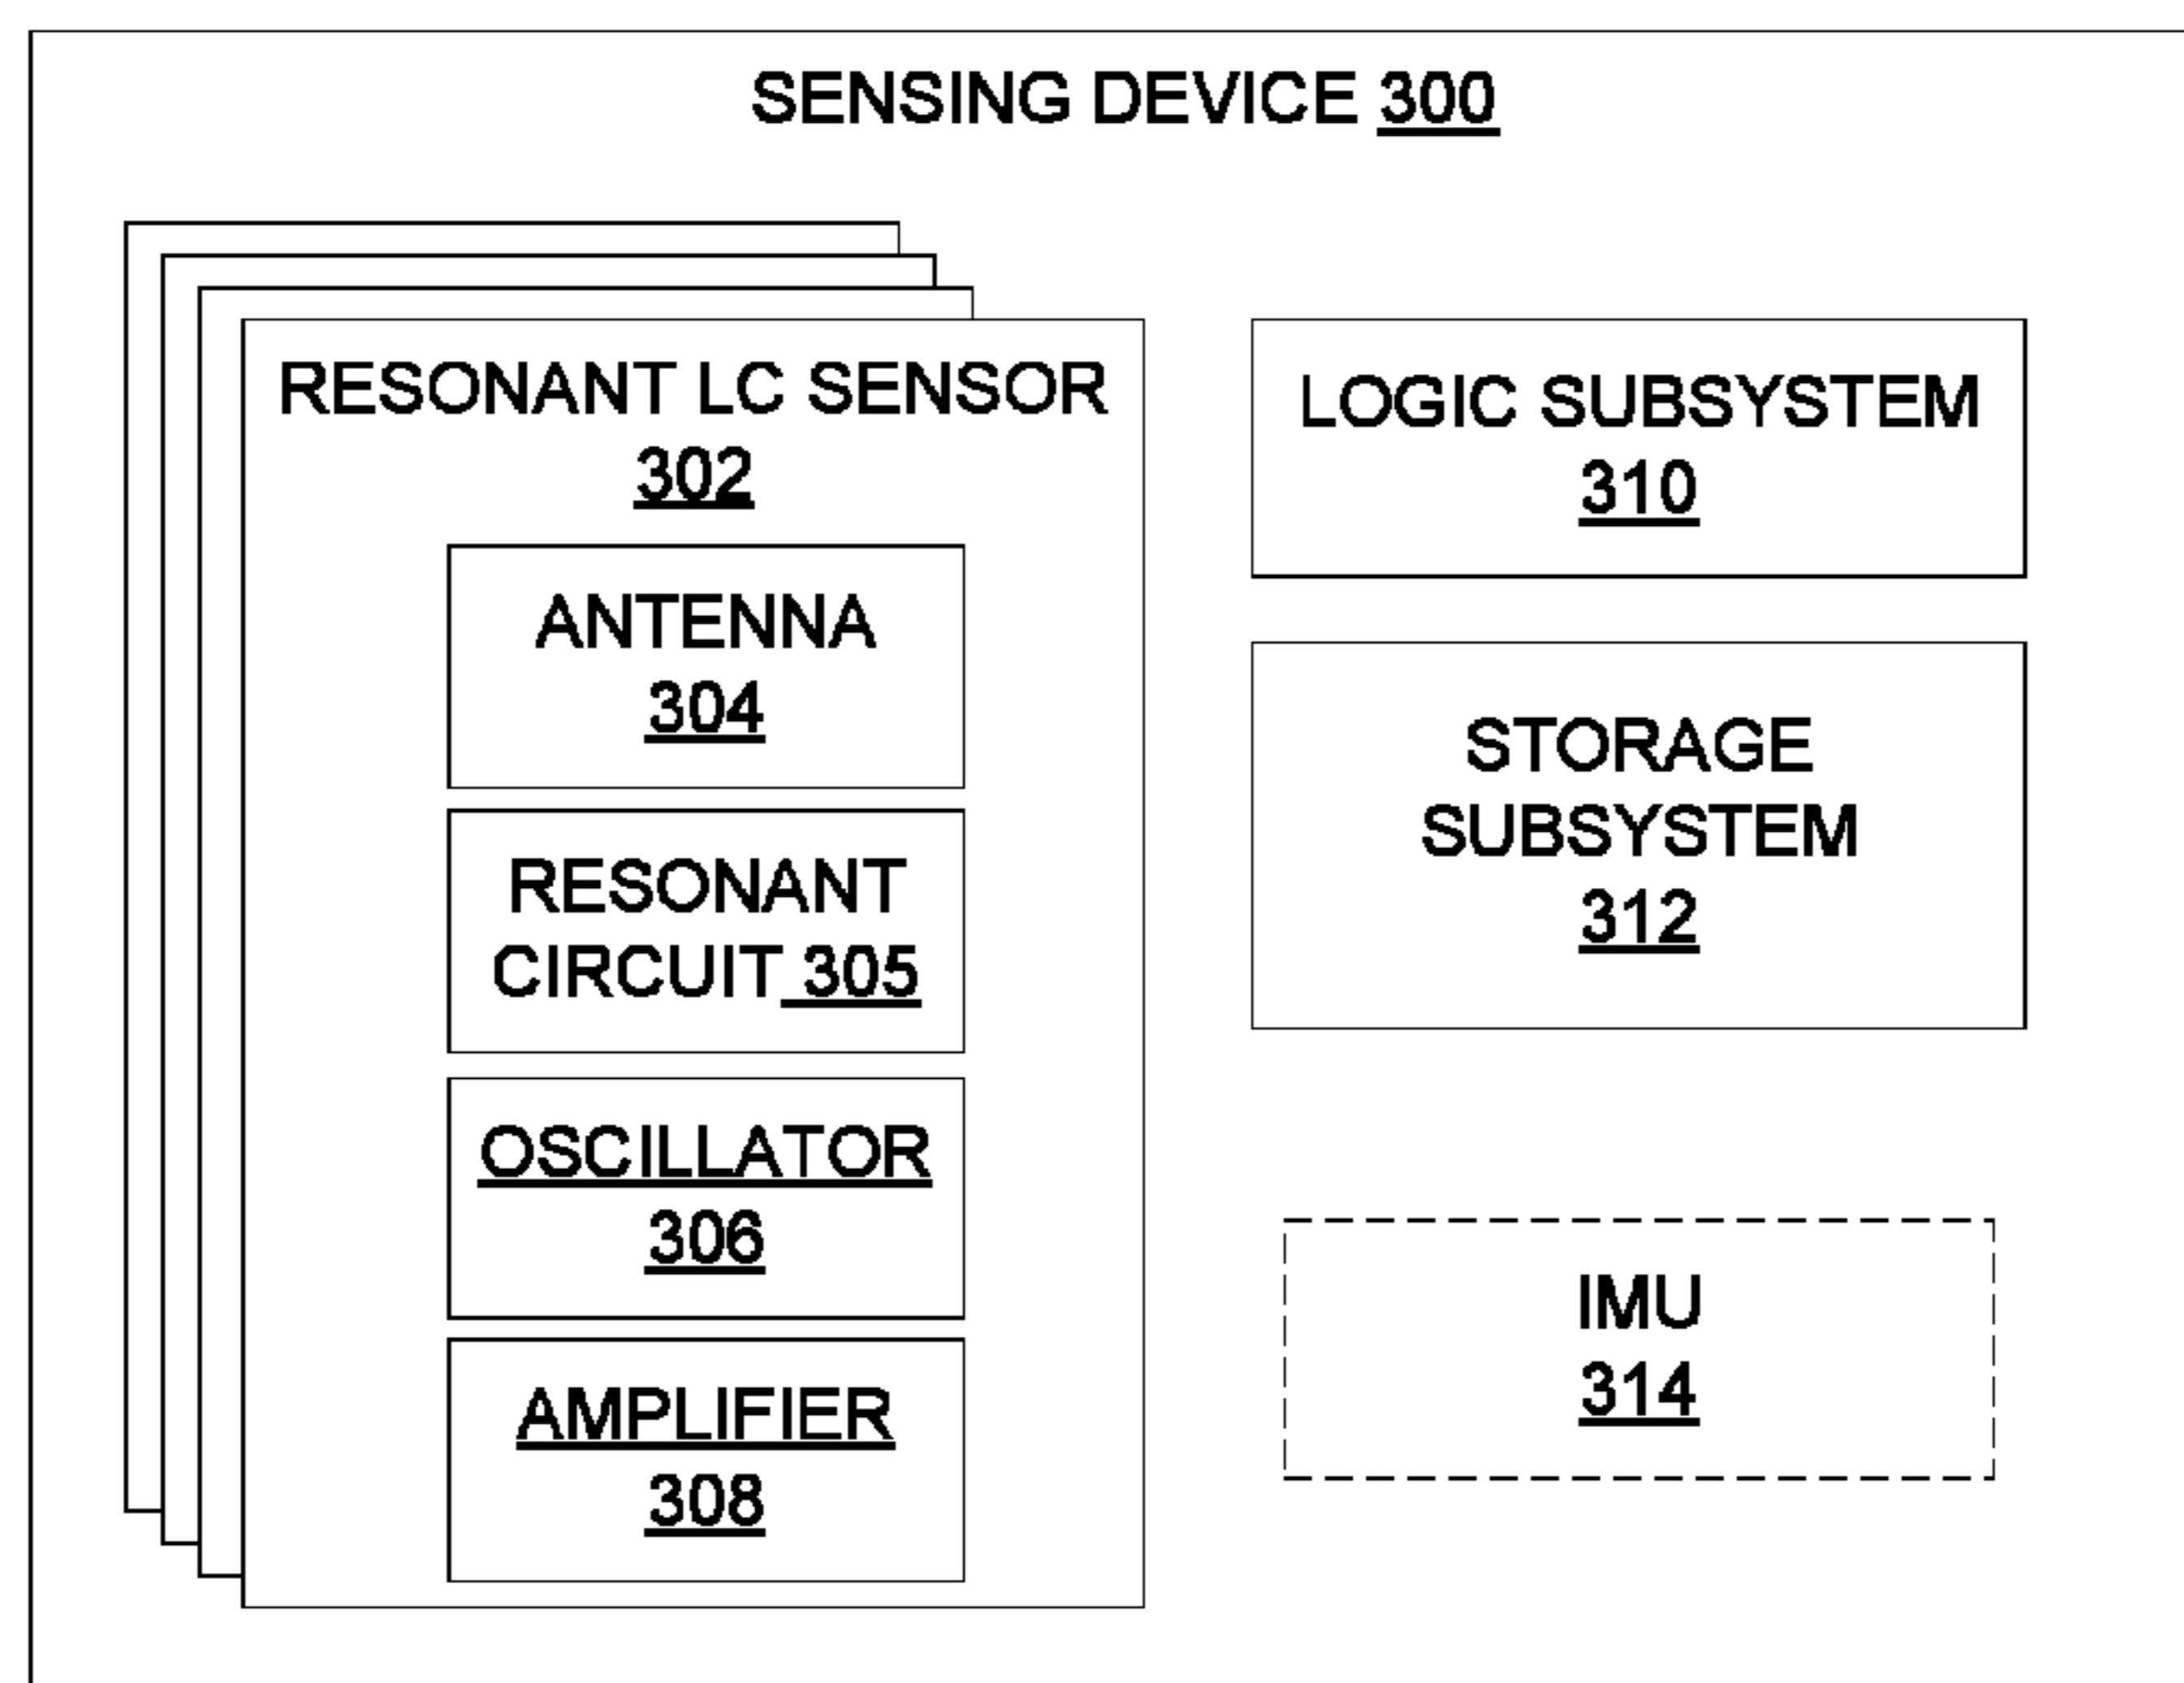 SENSING DEVICE 300
RESONANT LC SENSOR
302
ANTENNA
304
RESONANT
CIRCUIT 305
OSCILLATOR
306
AMPLIFIER
308
LOGIC SUBSYSTEM
310
STORAGE
SUBSYSTEM
312
IMU
314